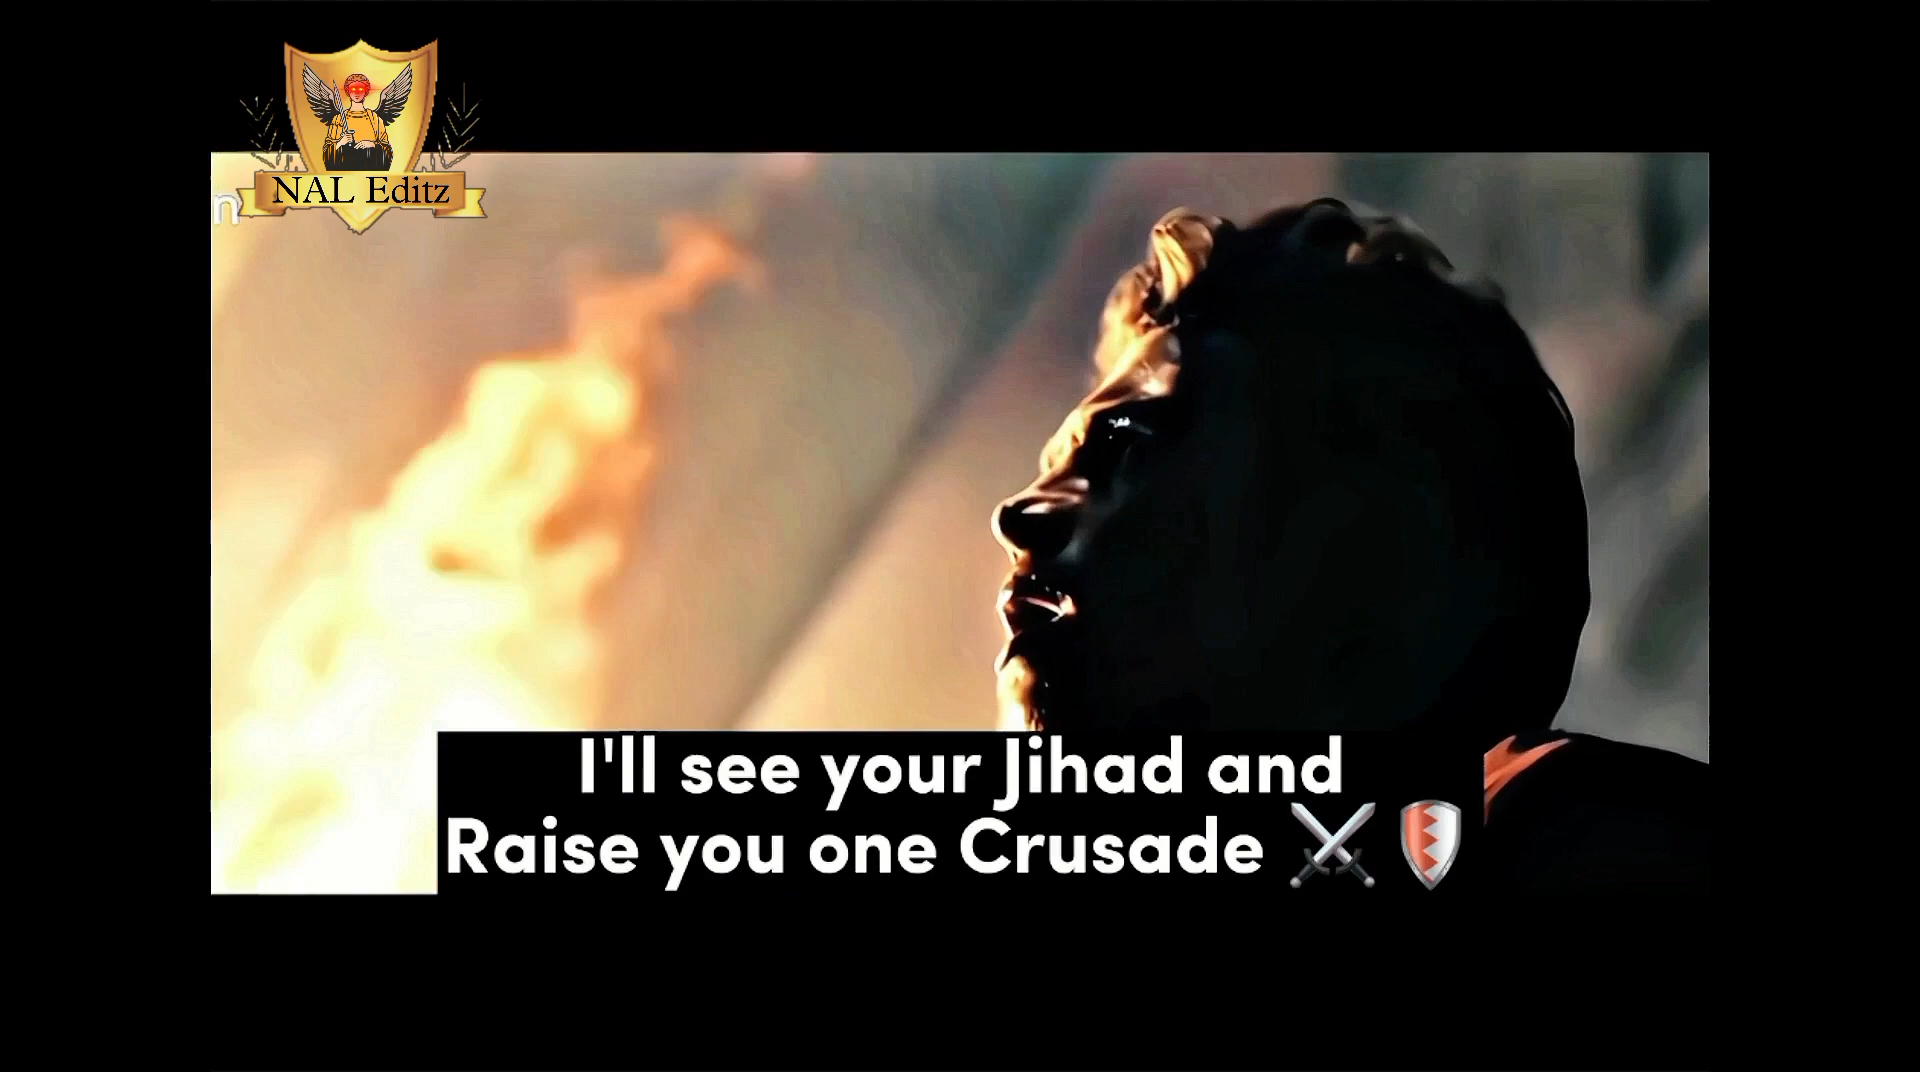 NAL Editz
n
I'll see your Jihad and
Raise you one Crusade ⚔️ 🛡️